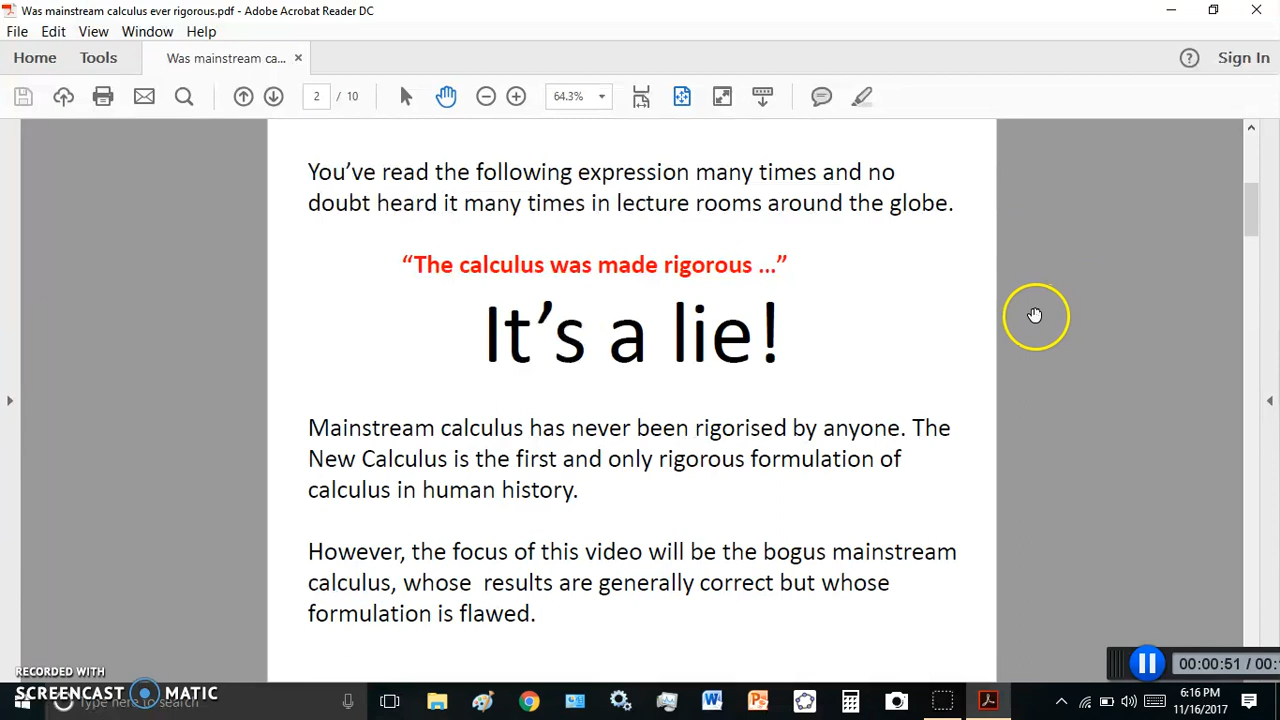 Was mainstream calculus ever rigorous.pdf - Adobe Acrobat Reader DC
File Edit View Window Help
Home Tools Was mainstream ca... × Sign In
2 / 10 64.3%
You’ve read the following expression many times and no
doubt heard it many times in lecture rooms around the globe.
“The calculus was made rigorous ...”
It’s a lie!
Mainstream calculus has never been rigorised by anyone. The
New Calculus is the first and only rigorous formulation of
calculus in human history.
However, the focus of this video will be the bogus mainstream
calculus, whose results are generally correct but whose
formulation is flawed.
RECORDED WITH
SCREENCAST MATIC
Type here to search
00:00:51 / 00:
6:16 PM
11/16/2017